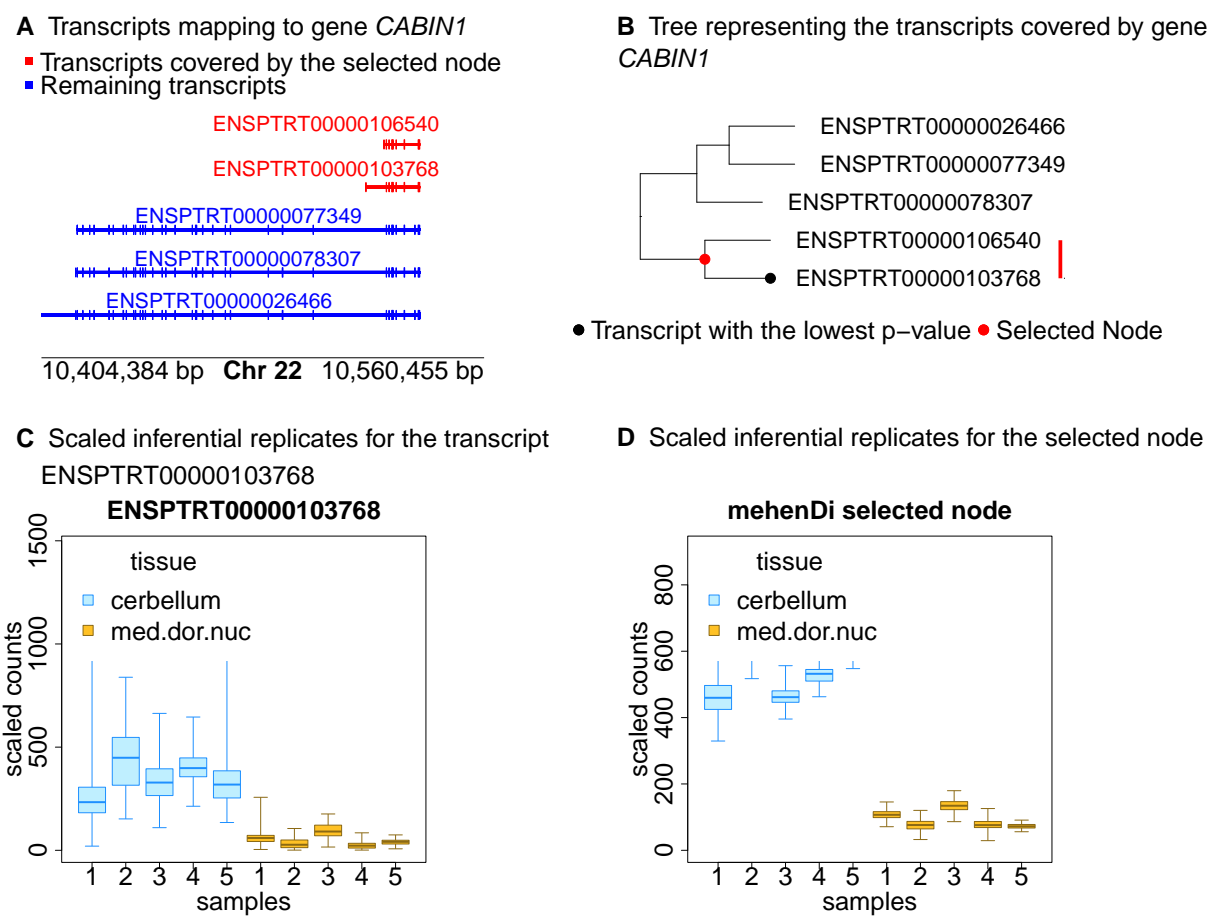 A Transcripts mapping to gene CABIN1
Transcripts covered by the selected node
Remaining transcripts
ENSPTRT00000106540
ENSPTRT00000103768
ENSPTRT00000077349
ENSPTRT00000078307
ENSPTRT00000026466
10,404,384 bp Chr 22 10,560,455 bp
B Tree representing the transcripts covered by gene
CABIN1
ENSPTRT00000026466
ENSPTRT00000077349
ENSPTRT00000078307
ENSPTRT00000106540
ENSPTRT00000103768
Transcript with the lowest p−value Selected Node
C Scaled inferential replicates for the transcript
ENSPTRT00000103768
ENSPTRT00000103768
tissue
cerbellum
med.dor.nuc
scaled counts
0 500 1000 1500
1 2 3 4 5 1 2 3 4 5
samples
D Scaled inferential replicates for the selected node
mehenDi selected node
tissue
cerbellum
med.dor.nuc
scaled counts
0 200 400 600 800
1 2 3 4 5 1 2 3 4 5
samples